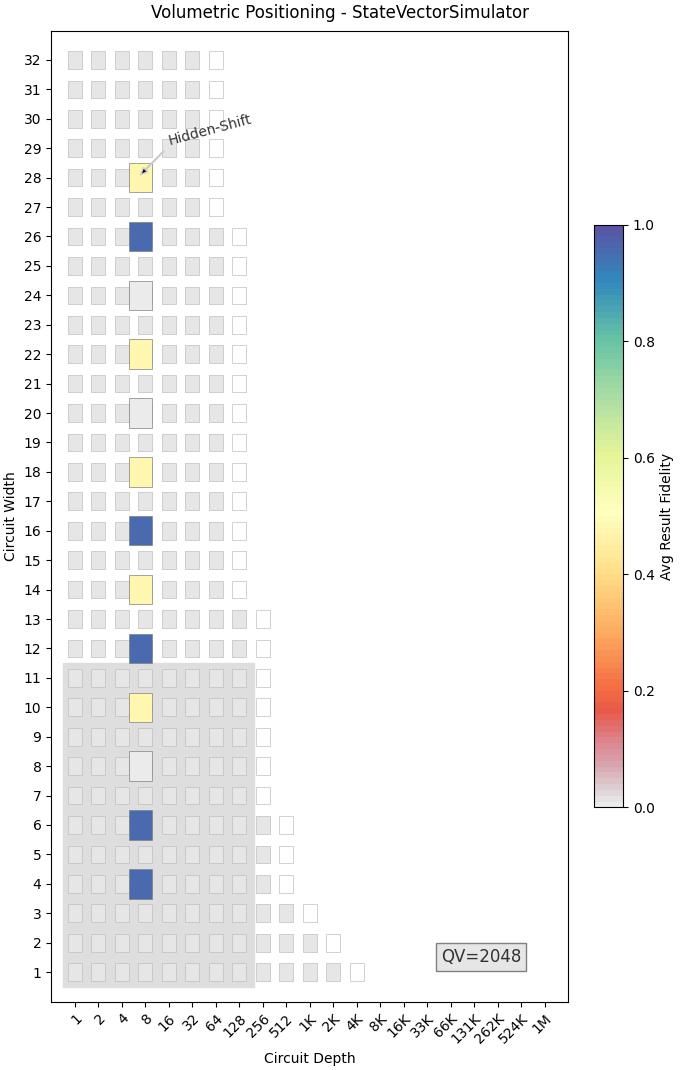 Volumetric Positioning - StateVectorSimulator
32
31
30
29
28
27
26
25
24
23
22
21
20
19
18
17
16
15
14
13
12
11
10
9
8
7
6
5
4
3
2
1
Circuit Width
Hidden-Shift
QV=2048
1
2
4
8
16
32
64
128
256
512
1K
2K
4K
8K
16K
33K
66K
131K
262K
524K
1M
Circuit Depth
1.0
0.8
0.6
0.4
0.2
0.0
Avg Result Fidelity